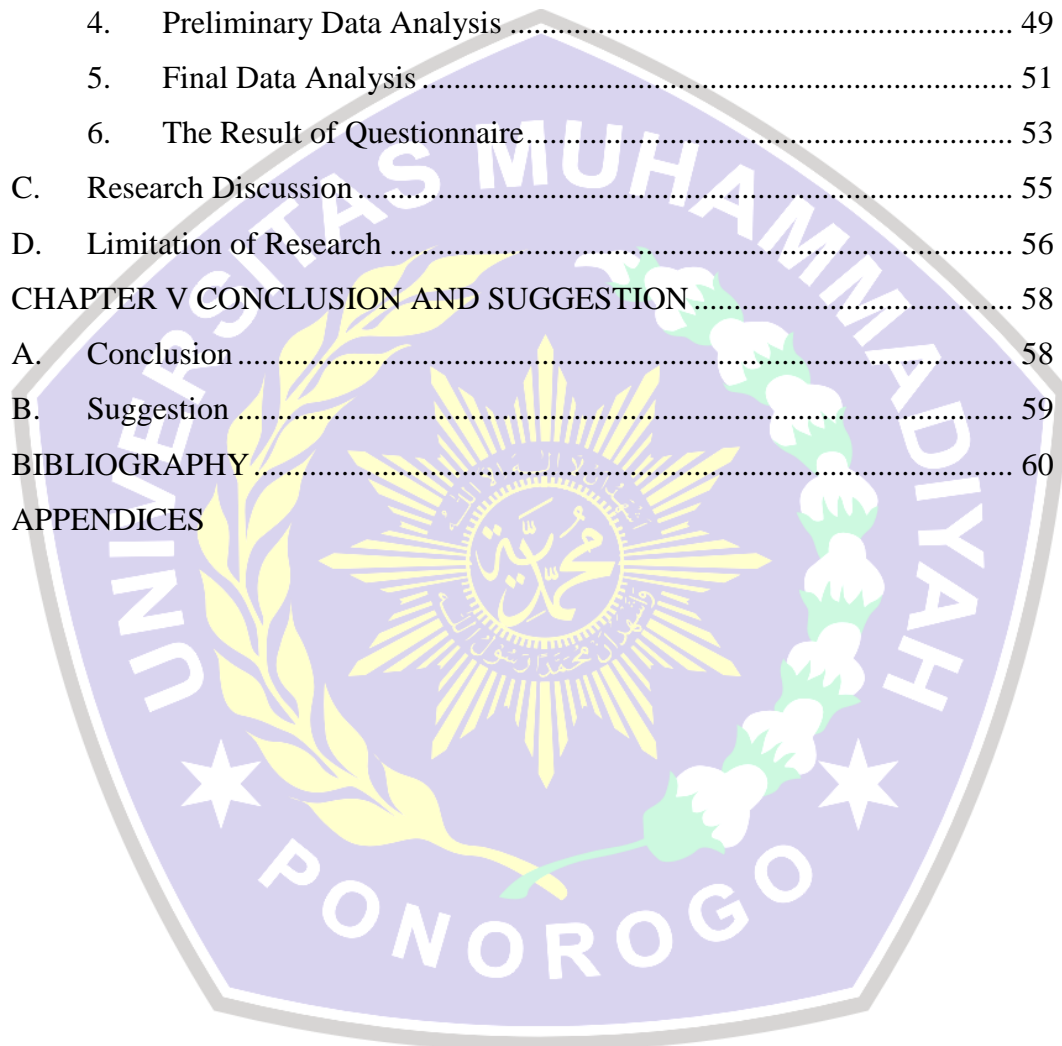 4. Preliminary Data Analysis ............................................................. 49
5. Final Data Analysis ....................................................................... 51
6. The Result of Questionnaire .......................................................... 53
C. Research Discussion ............................................................................... 55
D. Limitation of Research ........................................................................... 56
CHAPTER V CONCLUSION AND SUGGESTION ........................................ 58
A. Conclusion .............................................................................................. 58
B. Suggestion .............................................................................................. 59
BIBLIOGRAPHY ........................................................................................... 60
APPENDICES
UNIVERSITAS MUHAMMADIYAH
PONOROGO
محمدية